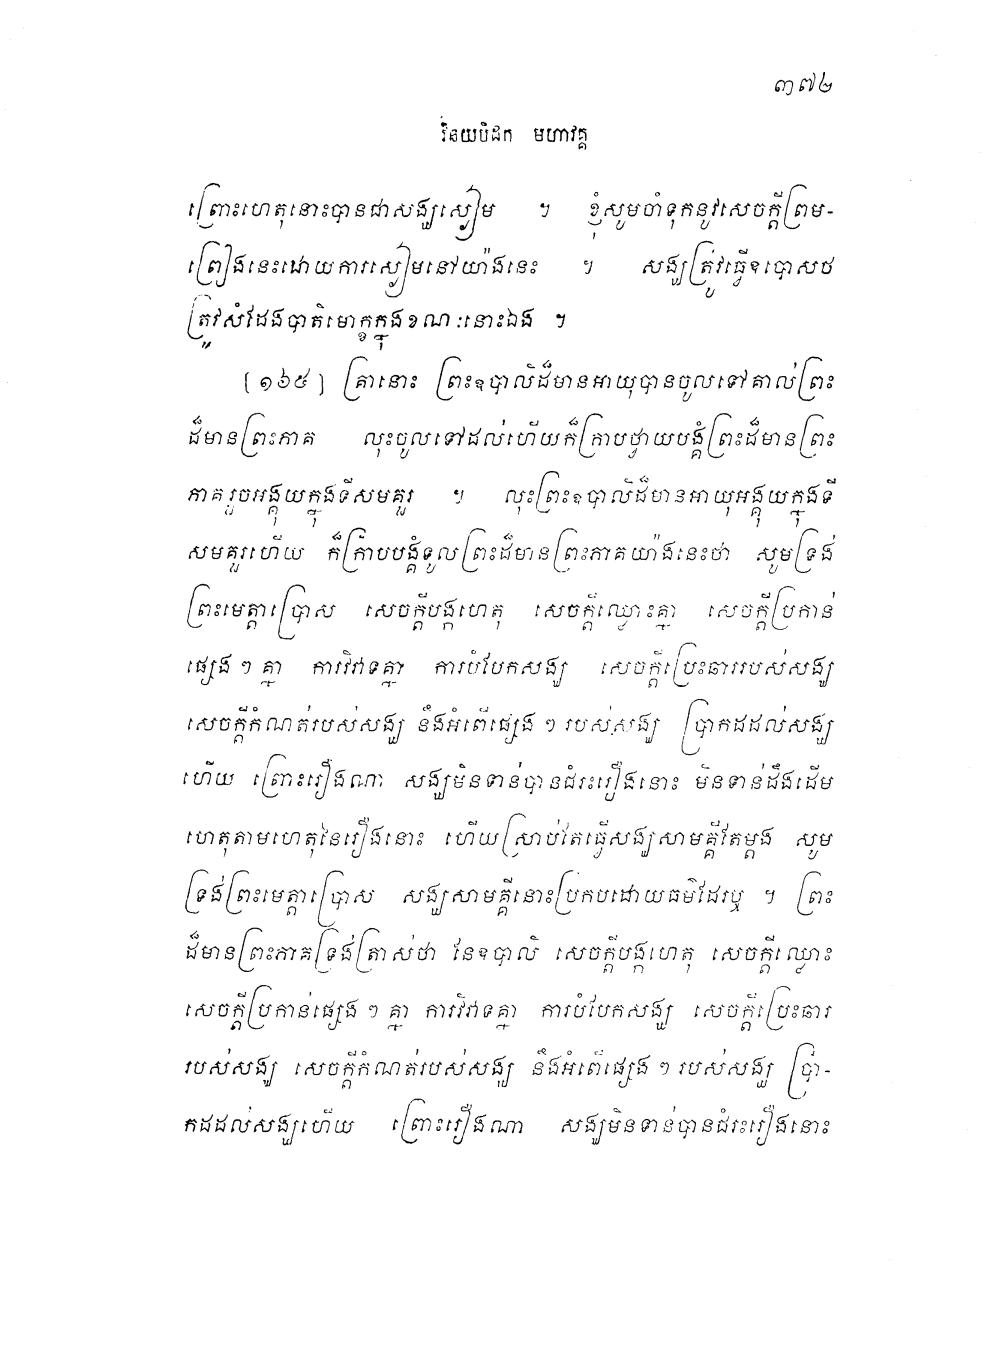 ៣៧២
វិនយបិដក មហាវគ្គ
ព្រោះហេតុនោះបានជាសង្ឃស្ងៀម ។ ខ្ញុំសូមចាំទុកនូវសេចក្តីព្រម-
ព្រៀងនេះដោយការស្ងៀមនៅយ៉ាងនេះ ។ សង្ឃត្រូវធ្វើឧបោសថ
ត្រូវសំដែងបាតិមោក្ខក្នុងខណៈនោះឯង ។
[១៦៥] គ្រានោះ ព្រះឧបាលិដ៏មានអាយុបានចូលទៅគាល់ព្រះ
ដ៏មានព្រះភាគ លុះចូលទៅដល់ហើយក៏ក្រាបថ្វាយបង្គំព្រះដ៏មានព្រះ
ភាគរួចអង្គុយក្នុងទីសមគួរ ។ លុះព្រះឧបាលិដ៏មានអាយុអង្គុយក្នុងទី
សមគួរហើយ ក៏ក្រាបបង្គំទូលព្រះដ៏មានព្រះភាគយ៉ាងនេះថា សូមទ្រង់
ព្រះមេត្តាប្រោស សេចក្តីបង្កហេតុ សេចក្តីឈ្លោះគ្នា សេចក្តីប្រកាន់
ផ្សេង ៗ គ្នា ការវិវាទគ្នា ការបំបែកសង្ឃ សេចក្តីប្រេះឆាររបស់សង្ឃ
សេចក្តីកំណត់របស់សង្ឃ នឹងអំពើផ្សេង ៗ របស់សង្ឃ ប្រាកដដល់សង្ឃ
ហើយ ព្រោះរឿងណា សង្ឃមិនទាន់បានជំរះរឿងនោះ មិនទាន់ដឹងដើម
ហេតុតាមហេតុនៃរឿងនោះ ហើយស្រាប់តែធ្វើសង្ឃសាមគ្គីតែម្តង សូម
ទ្រង់ព្រះមេត្តាប្រោស សង្ឃសាមគ្គីនោះប្រកបដោយធម៌ដែរឬ ។ ព្រះ
ដ៏មានព្រះភាគទ្រង់ត្រាស់ថា នែឧបាលិ សេចក្តីបង្កហេតុ សេចក្តីឈ្លោះ
សេចក្តីប្រកាន់ផ្សេង ៗ គ្នា ការវិវាទគ្នា ការបំបែកសង្ឃ សេចក្តីប្រេះឆារ
របស់សង្ឃ សេចក្តីកំណត់របស់សង្ឃ នឹងអំពើផ្សេង ៗ របស់សង្ឃ ប្រា-
កដដល់សង្ឃហើយ ព្រោះរឿងណា សង្ឃមិនទាន់បានជំរះរឿងនោះ